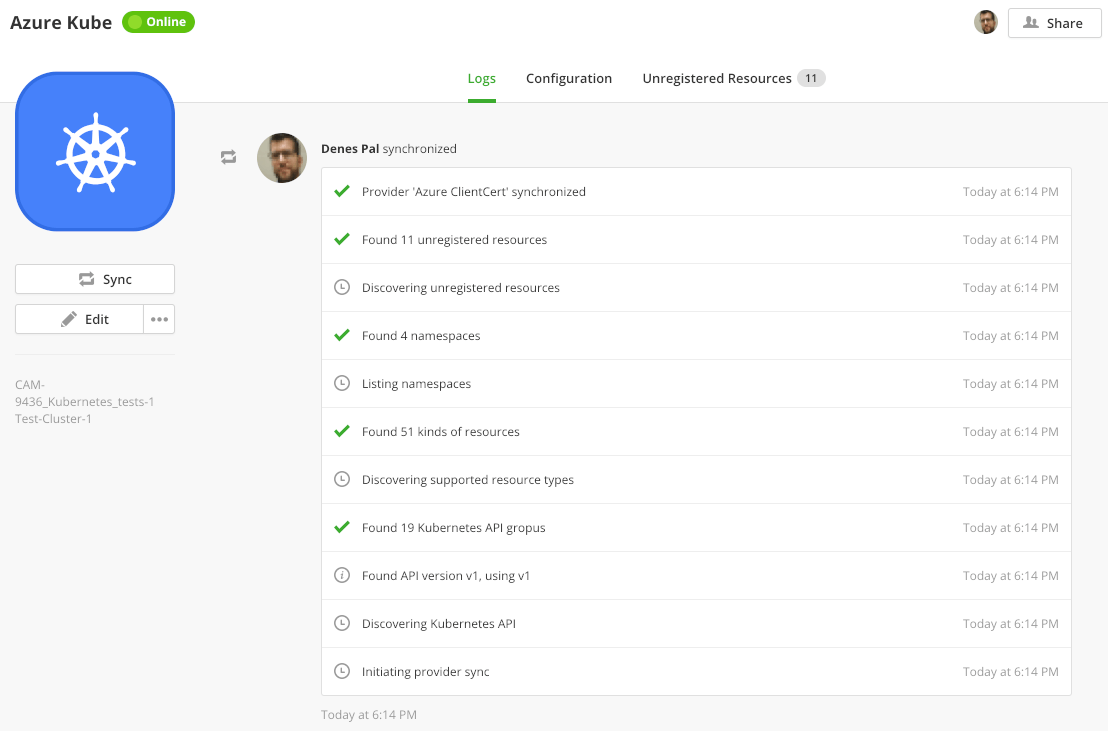 Azure Kube
Online
Share
Logs
Configuration
Unregistered Resources 11
Sync
Edit
CAM-
9436_Kubernetes_tests-1
Test-Cluster-1
Denes Pal synchronized
Provider 'Azure ClientCert' synchronized Today at 6:14 PM
Found 11 unregistered resources Today at 6:14 PM
Discovering unregistered resources Today at 6:14 PM
Found 4 namespaces Today at 6:14 PM
Listing namespaces Today at 6:14 PM
Found 51 kinds of resources Today at 6:14 PM
Discovering supported resource types Today at 6:14 PM
Found 19 Kubernetes API gropus Today at 6:14 PM
Found API version v1, using v1 Today at 6:14 PM
Discovering Kubernetes API Today at 6:14 PM
Initiating provider sync Today at 6:14 PM
Today at 6:14 PM